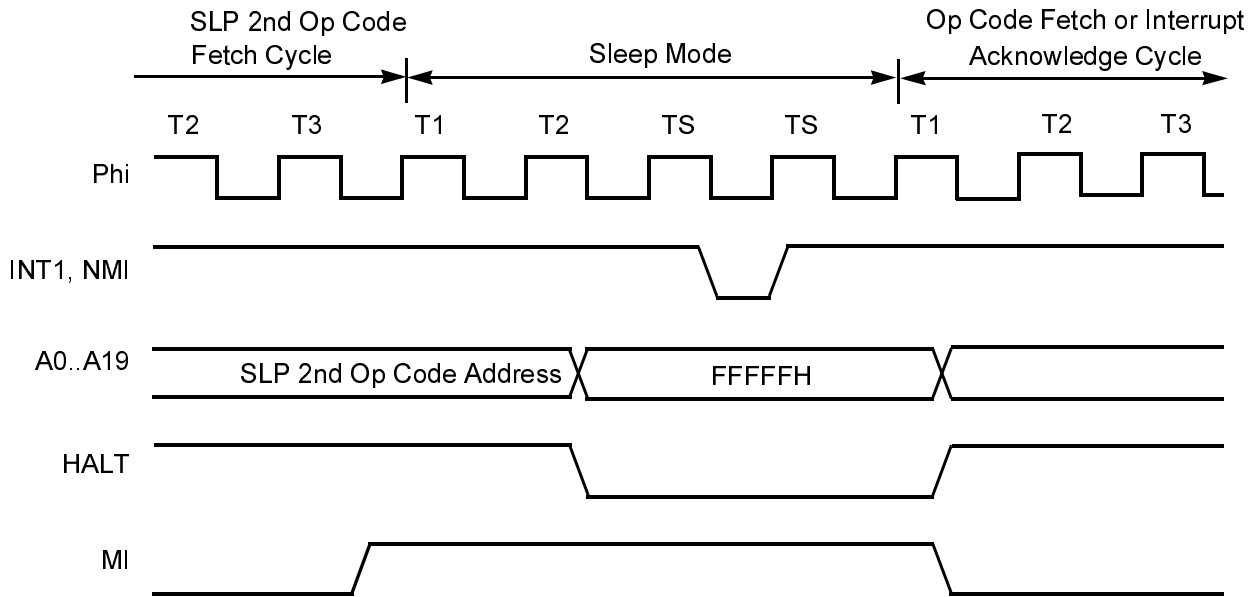 SLP 2nd Op Code
Fetch Cycle
Sleep Mode
Op Code Fetch or Interrupt
Acknowledge Cycle
T2 T3 T1 T2 TS TS T1 T2 T3
Phi
INT1, NMI
A0..A19
SLP 2nd Op Code Address
FFFFFH
HALT
MI